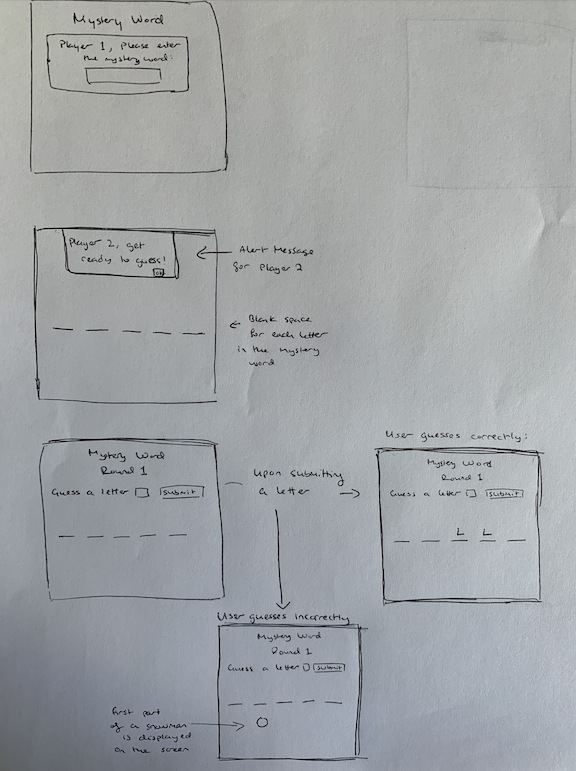 Mystery Word
Player 1, Please enter
the mystery word:
Player 2, get
ready to guess!
OK
Alert Message
for Player 2
Blank space
for each letter
in the mystery
word
Mystery Word
Round 1
Guess a letter
Submit
Upon submitting
a letter
User guesses correctly:
Mystery Word
Round 1
Guess a letter
Submit
L L
User guesses incorrectly
Mystery Word
Round 1
Guess a letter
Submit
first part
of a snowman
is displayed
on the screen